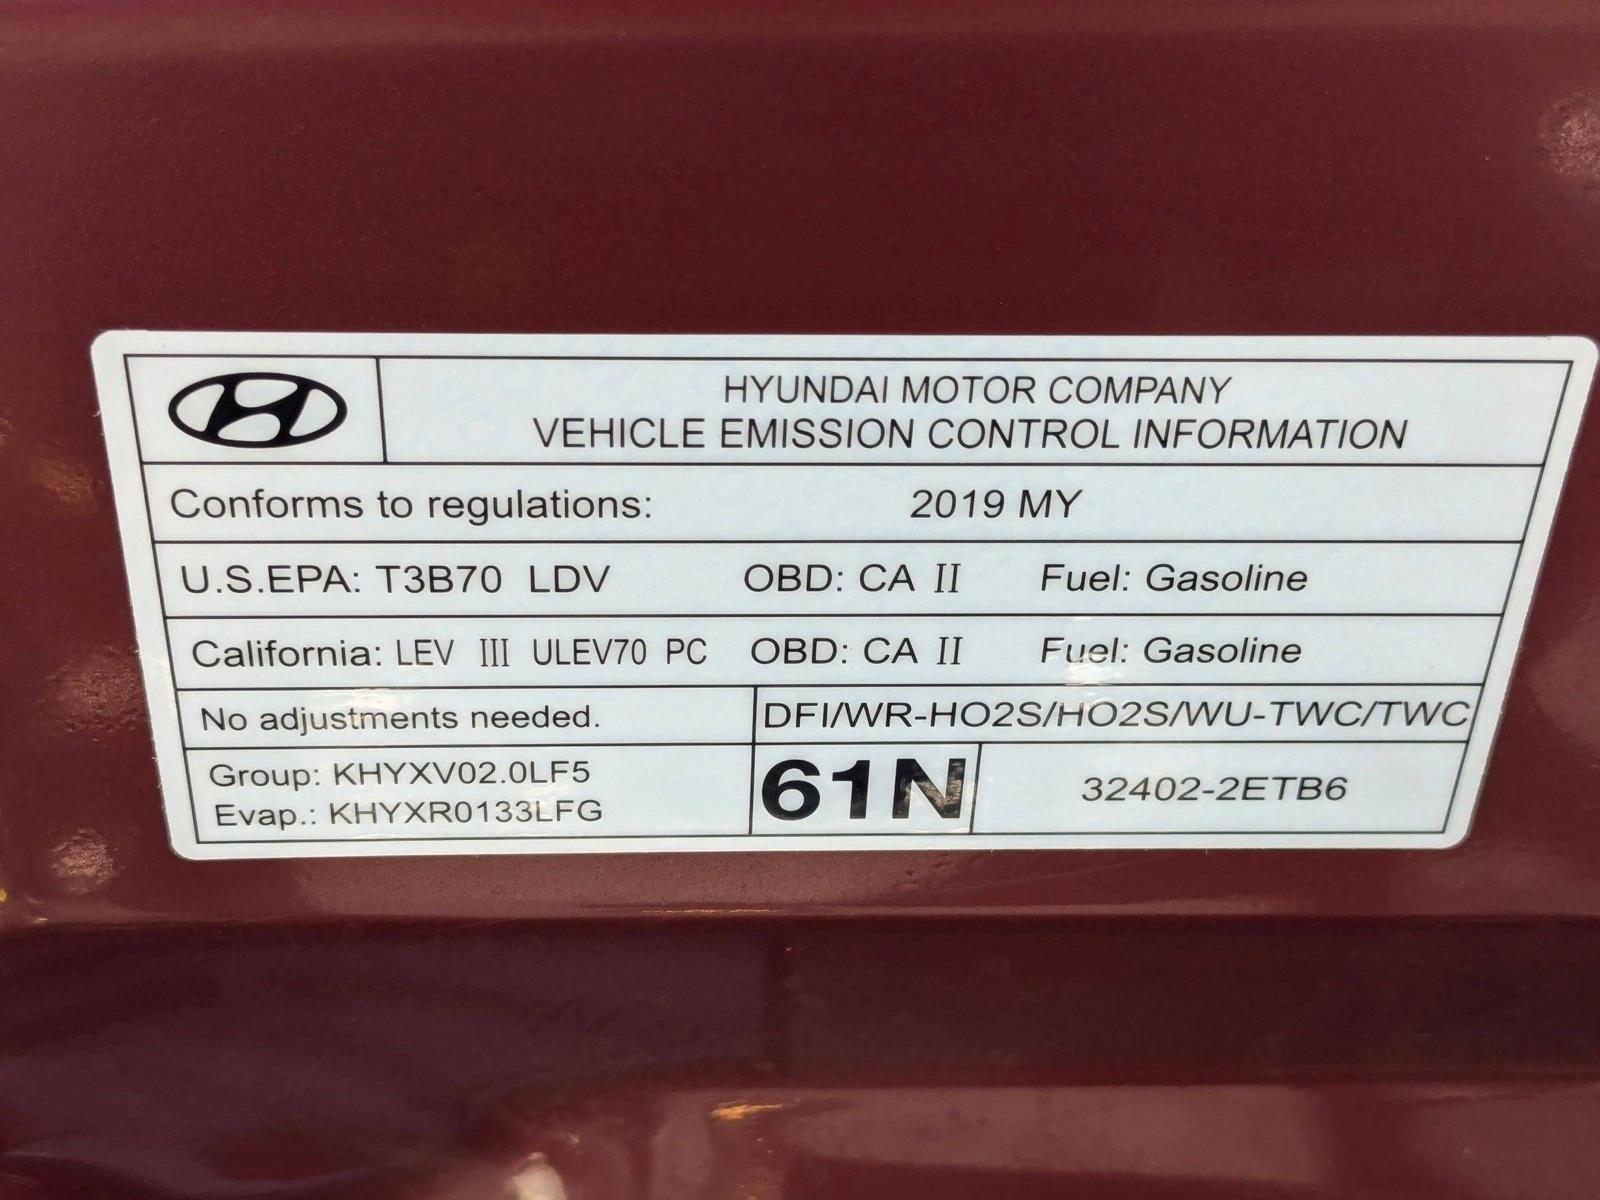 HYUNDAI MOTOR COMPANY
VEHICLE EMISSION CONTROL INFORMATION
Conforms to regulations: 2019 MY
U.S.EPA: T3B70 LDV OBD: CA II Fuel: Gasoline
California: LEV III ULEV70 PC OBD: CA II Fuel: Gasoline
No adjustments needed. DFI/WR-HO2S/HO2S/WU-TWC/TWC
Group: KHYXV02.0LF5
Evap.: KHYXR0133LFG
61N
32402-2ETB6